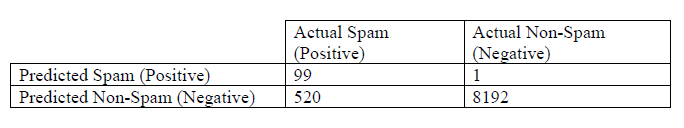 Actual Spam (Positive) Actual Non-Spam (Negative)
Predicted Spam (Positive) 99 1
Predicted Non-Spam (Negative) 520 8192